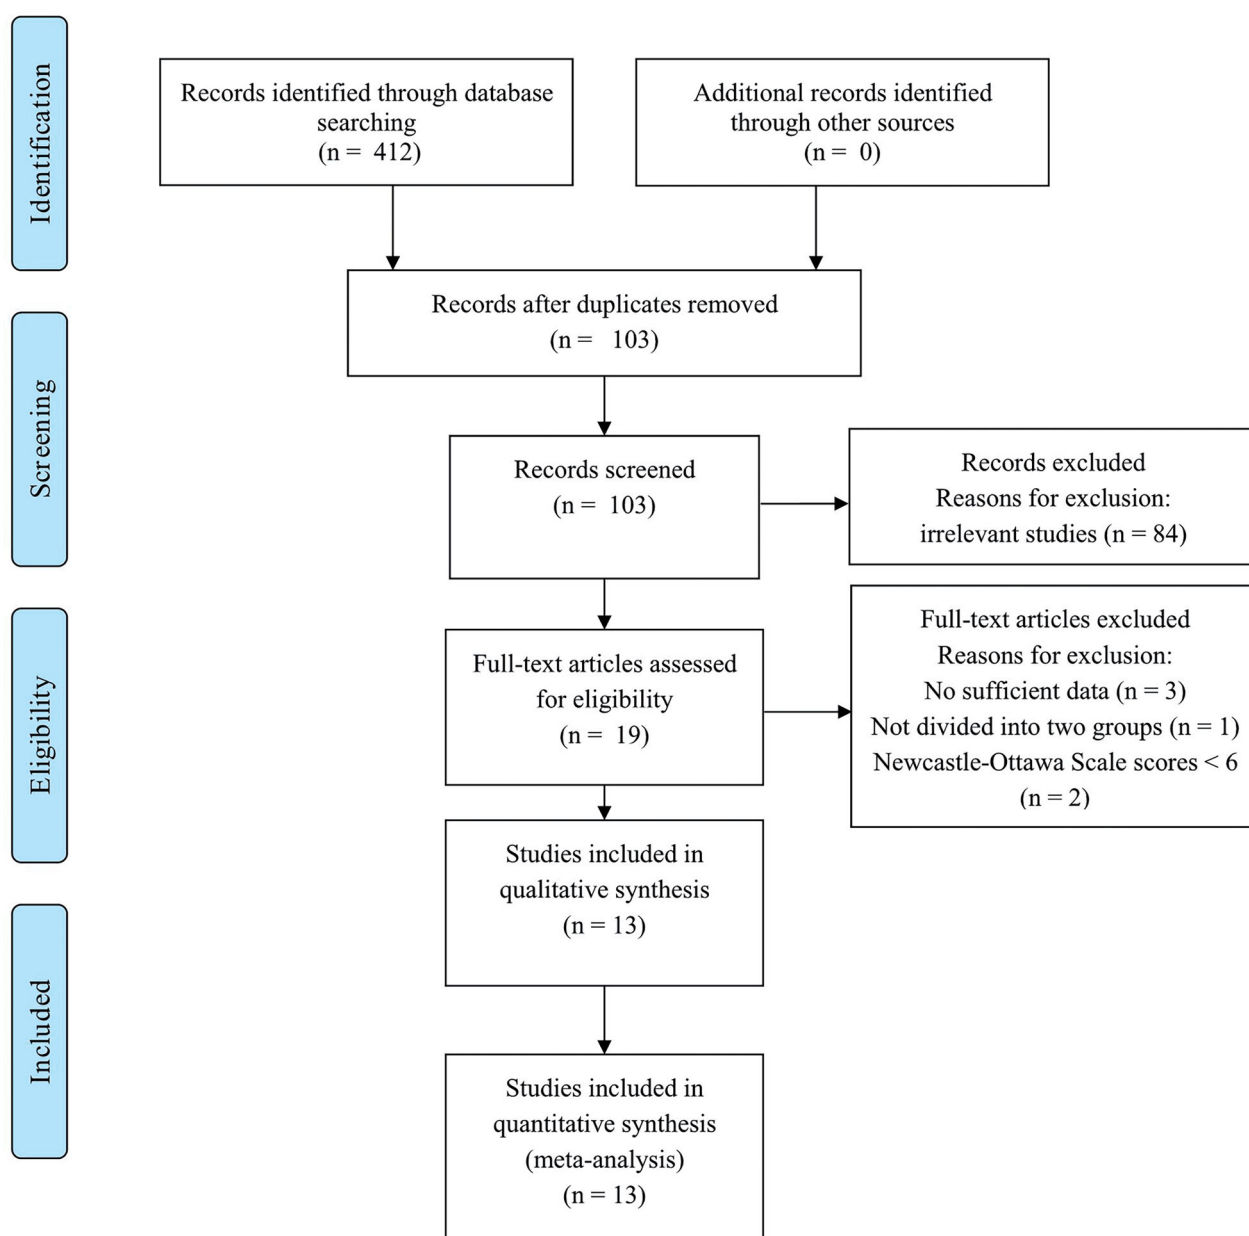 Identification
Records identified through database
searching
(n = 412)
Additional records identified
through other sources
(n = 0)
Records after duplicates removed
(n = 103)
Screening
Records screened
(n = 103)
Records excluded
Reasons for exclusion:
irrelevant studies (n = 84)
Eligibility
Full-text articles assessed
for eligibility
(n = 19)
Full-text articles excluded
Reasons for exclusion:
No sufficient data (n = 3)
Not divided into two groups (n = 1)
Newcastle-Ottawa Scale scores < 6
(n = 2)
Studies included in
qualitative synthesis
(n = 13)
Included
Studies included in
quantitative synthesis
(meta-analysis)
(n = 13)